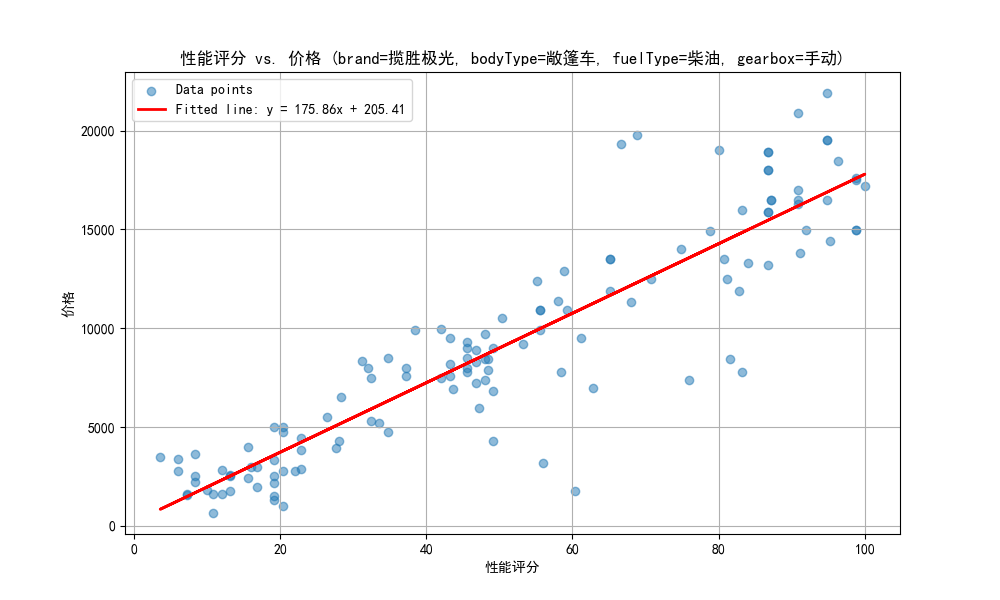 性能评分 vs. 价格 (brand=揽胜极光, bodyType=敞篷车, fuelType=柴油, gearbox=手动)
Data points
Fitted line: y = 175.86x + 205.41
价格
20000
15000
10000
5000
0
0 20 40 60 80 100
性能评分